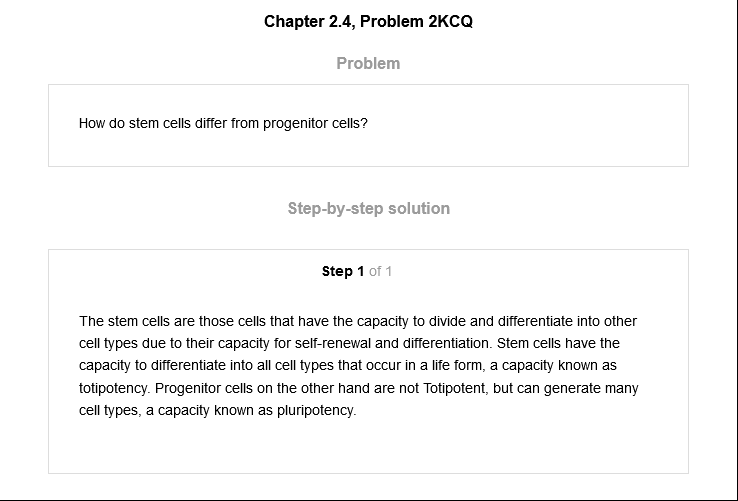 Chapter 2.4, Problem 2KCQ
Problem
How do stem cells differ from progenitor cells?
Step-by-step solution
Step 1 of 1
The stem cells are those cells that have the capacity to divide and differentiate into other
cell types due to their capacity for self-renewal and differentiation. Stem cells have the
capacity to differentiate into all cell types that occur in a life form, a capacity known as
totipotency. Progenitor cells on the other hand are not Totipotent, but can generate many
cell types, a capacity known as pluripotency.